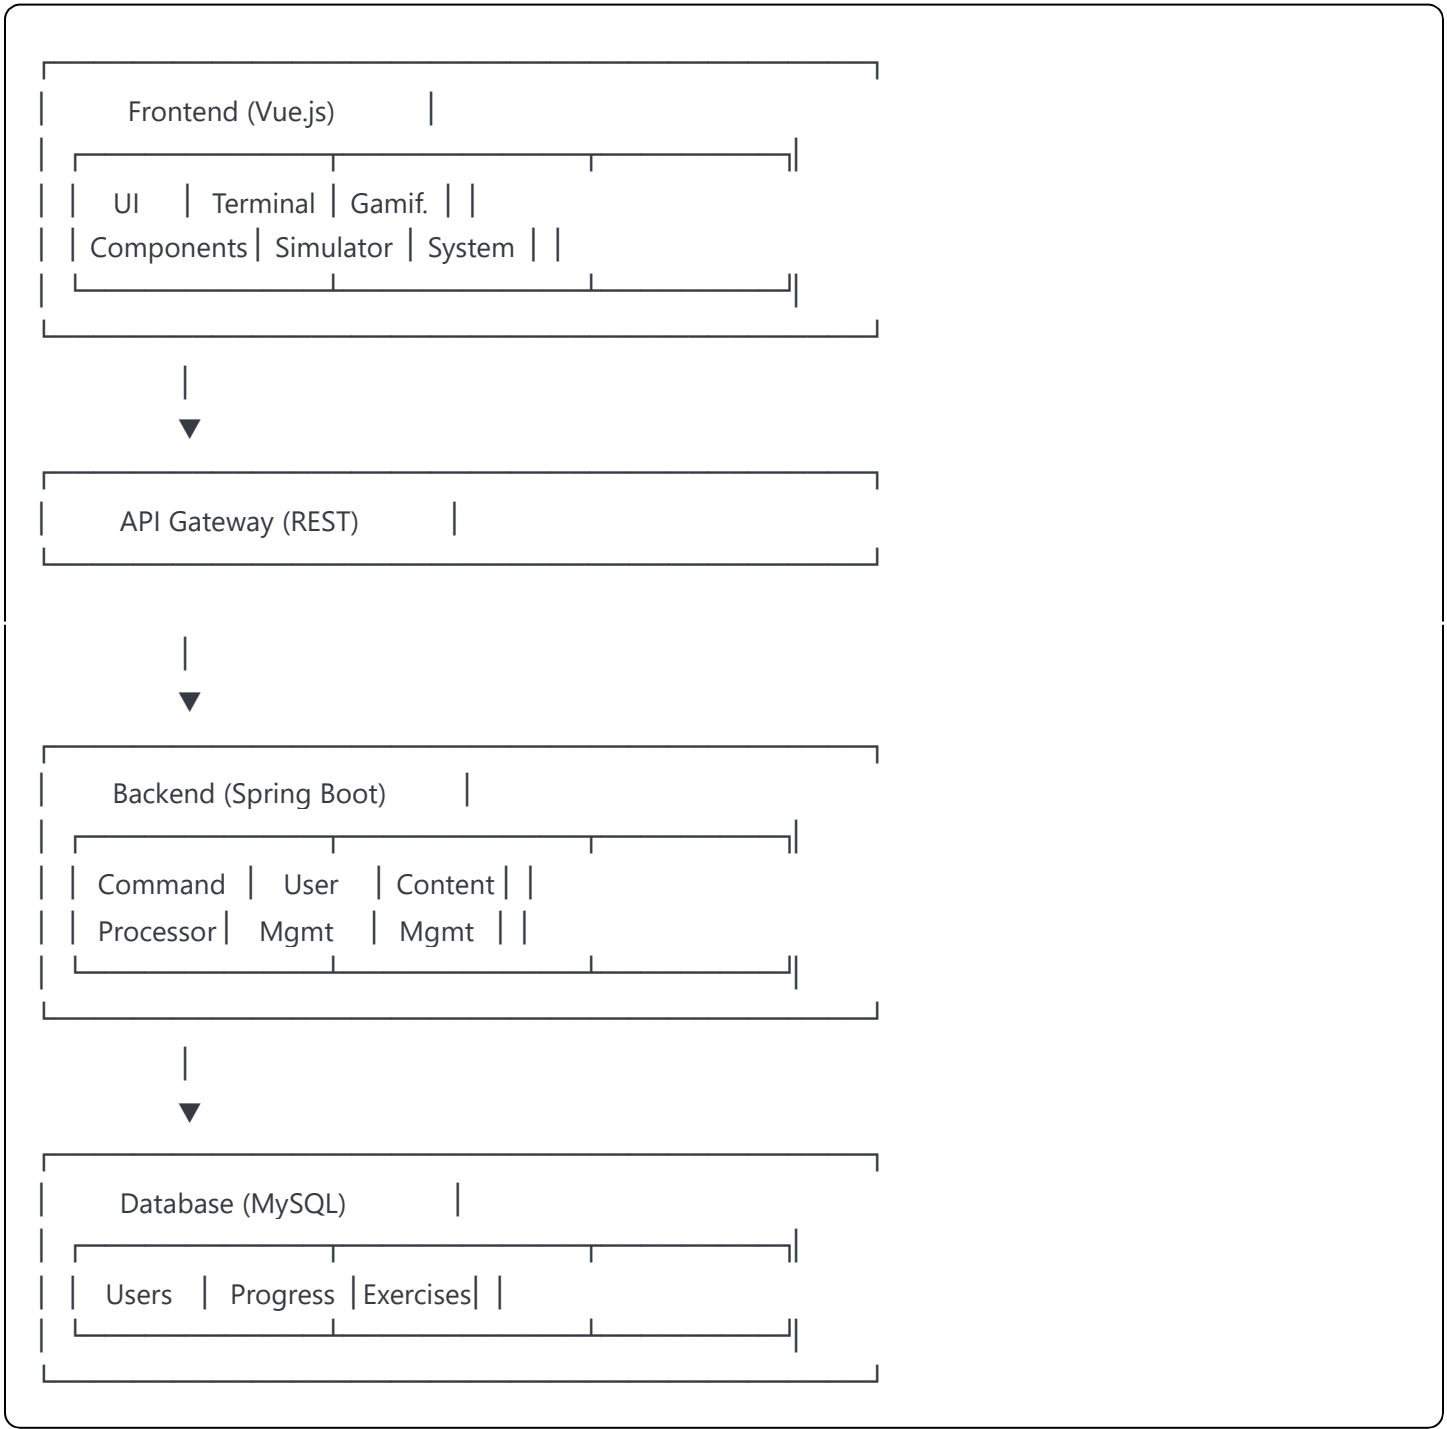 Frontend (Vue.js)
UI Terminal Gamif.
Components Simulator System
API Gateway (REST)
Backend (Spring Boot)
Command User Content
Processor Mgmt Mgmt
Database (MySQL)
Users Progress Exercises